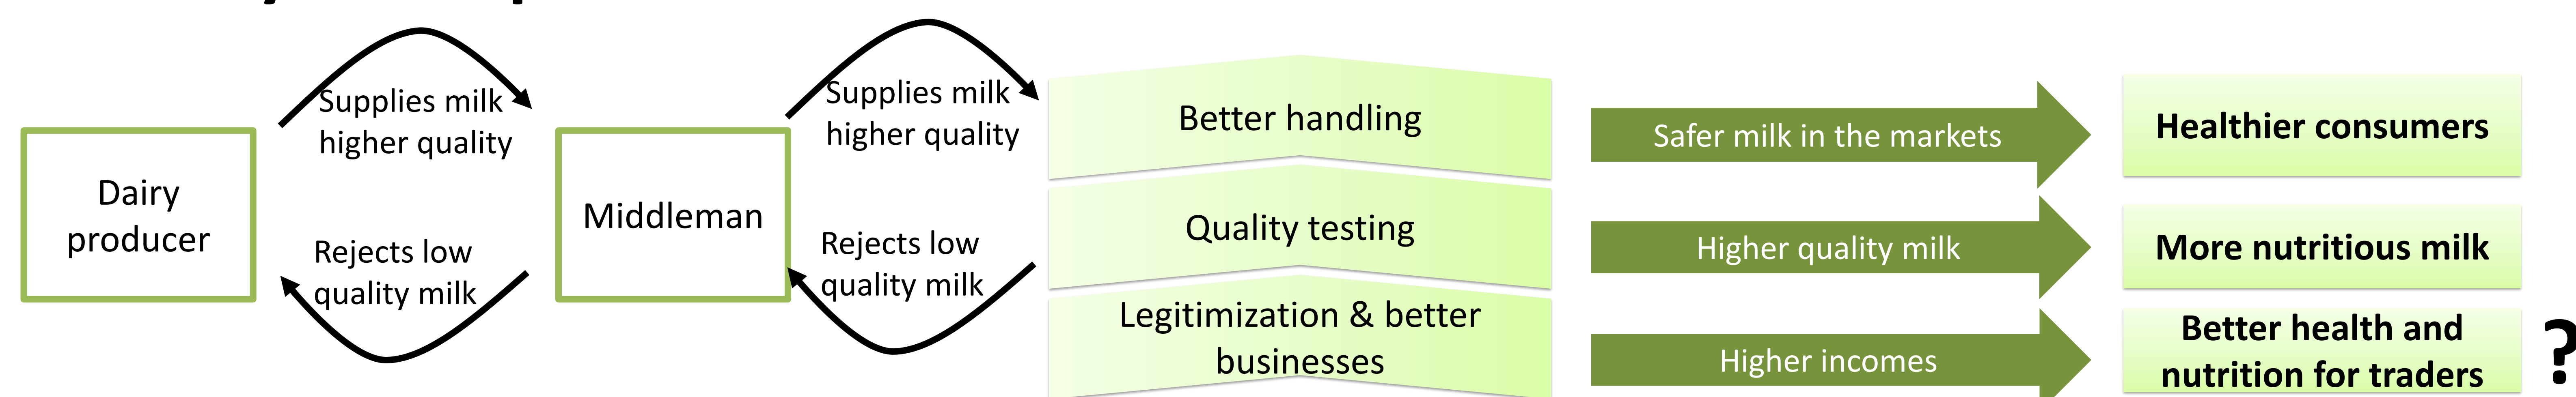 Dairy
producer
Supplies milk
higher quality
Rejects low
quality milk
Middleman
Supplies milk
higher quality
Rejects low
quality milk
Better handling
Quality testing
Legitimization & better
businesses
Safer milk in the markets
Higher quality milk
Higher incomes
Healthier consumers
More nutritious milk
Better health and
nutrition for traders
?